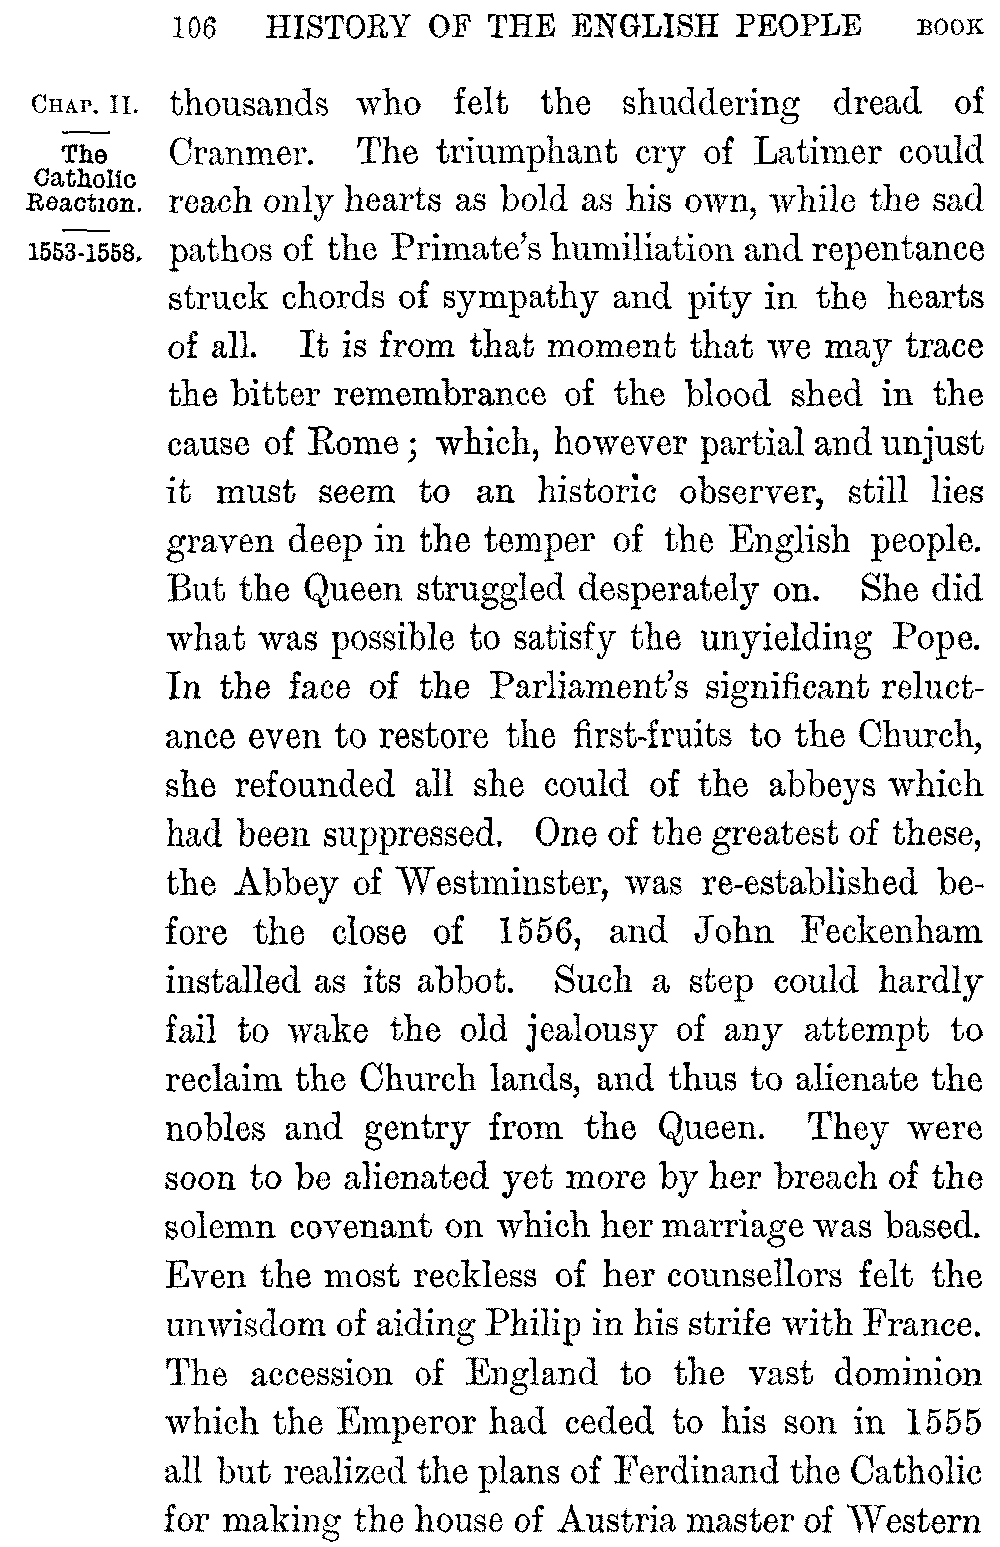 106 HISTORY OF THE ENGLISH PEOPLE BOOK
CHAP. II.
The
Catholic
Reaction.
1553-1558.
thousands who felt the shuddering dread of
Cranmer. The triumphant cry of Latimer could
reach only hearts as bold as his own, while the sad
pathos of the Primate's humiliation and repentance
struck chords of sympathy and pity in the hearts
of all. It is from that moment that we may trace
the bitter remembrance of the blood shed in the
cause of Rome; which, however partial and unjust
it must seem to an historic observer, still lies
graven deep in the temper of the English people.
But the Queen struggled desperately on. She did
what was possible to satisfy the unyielding Pope.
In the face of the Parliament's significant reluct-
ance even to restore the first-fruits to the Church,
she refounded all she could of the abbeys which
had been suppressed. One of the greatest of these,
the Abbey of Westminster, was re-established be-
fore the close of 1556, and John Feckenham
installed as its abbot. Such a step could hardly
fail to wake the old jealousy of any attempt to
reclaim the Church lands, and thus to alienate the
nobles and gentry from the Queen. They were
soon to be alienated yet more by her breach of the
solemn covenant on which her marriage was based.
Even the most reckless of her counsellors felt the
unwisdom of aiding Philip in his strife with France.
The accession of England to the vast dominion
which the Emperor had ceded to his son in 1555
all but realized the plans of Ferdinand the Catholic
for making the house of Austria master of Western